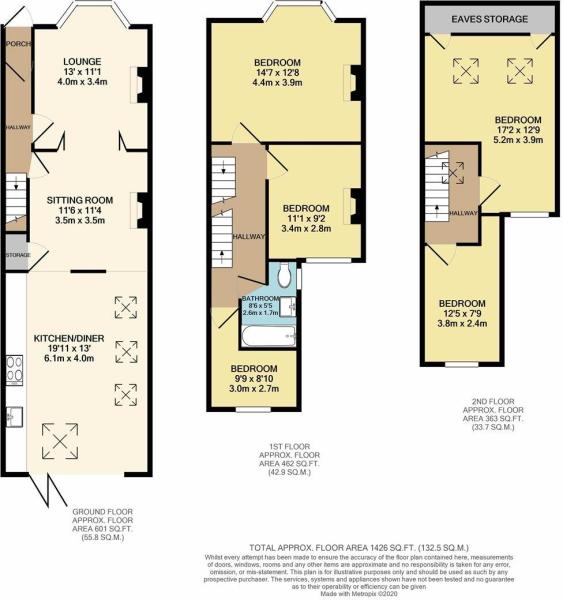 PORCH
LOUNGE
13' x 11'1
4.0m x 3.4m
HALLWAY
SITTING ROOM
11'6 x 11'4
3.5m x 3.5m
STORAGE
KITCHEN/DINER
19'11 x 13'
6.1m x 4.0m
GROUND FLOOR
APPROX. FLOOR
AREA 601 SQ.FT.
(55.8 SQ.M.)
BEDROOM
14'7 x 12'8
4.4m x 3.9m
BEDROOM
11'1 x 9'2
3.4m x 2.8m
HALLWAY
BATHROOM
8'6 x 5'5
2.6m x 1.7m
BEDROOM
9'9 x 8'10
3.0m x 2.7m
1ST FLOOR
APPROX. FLOOR
AREA 462 SQ.FT.
(42.9 SQ.M.)
EAVES STORAGE
BEDROOM
17'2 x 12'9
5.2m x 3.9m
HALLWAY
BEDROOM
12'5 x 7'9
3.8m x 2.4m
2ND FLOOR
APPROX. FLOOR
AREA 363 SQ.FT.
(33.7 SQ.M.)
TOTAL APPROX. FLOOR AREA 1426 SQ.FT. (132.5 SQ.M.)
Whilst every attempt has been made to ensure the accuracy of the floor plan contained here, measurements
of doors, windows, rooms and any other items are approximate and no responsibility is taken for any error,
omission, or mis-statement. This plan is for illustrative purposes only and should be used as such by any
prospective purchaser. The services, systems and appliances shown have not been tested and no guarantee
as to their operability or efficiency can be given
Made with Metropix ©2020